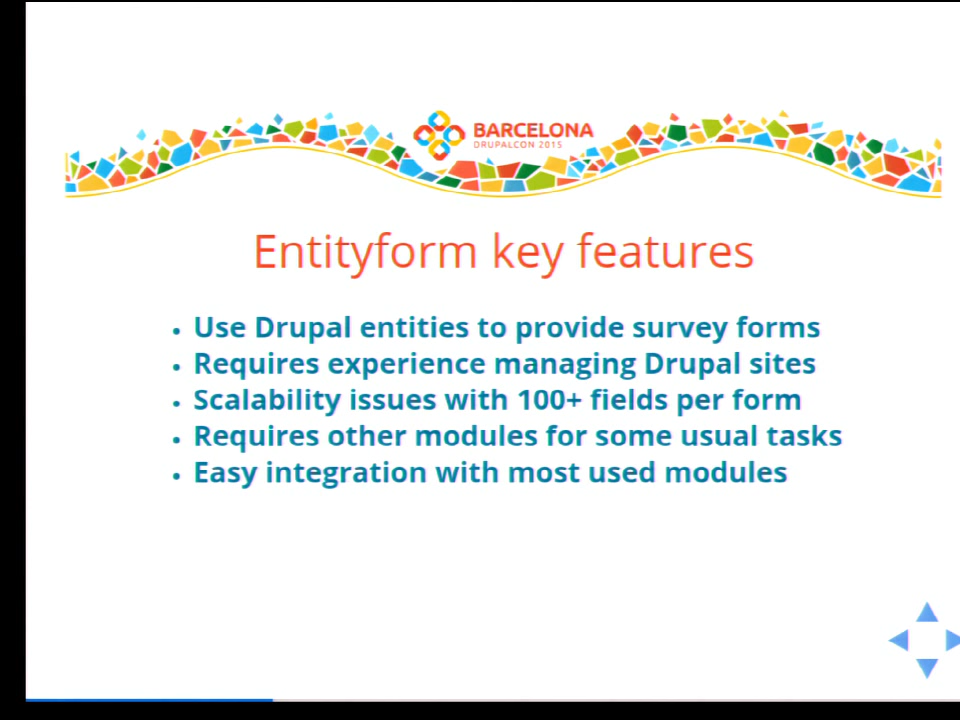 BARCELONA
DRUPALCON 2015
Entityform key features
• Use Drupal entities to provide survey forms
• Requires experience managing Drupal sites
• Scalability issues with 100+ fields per form
• Requires other modules for some usual tasks
• Easy integration with most used modules